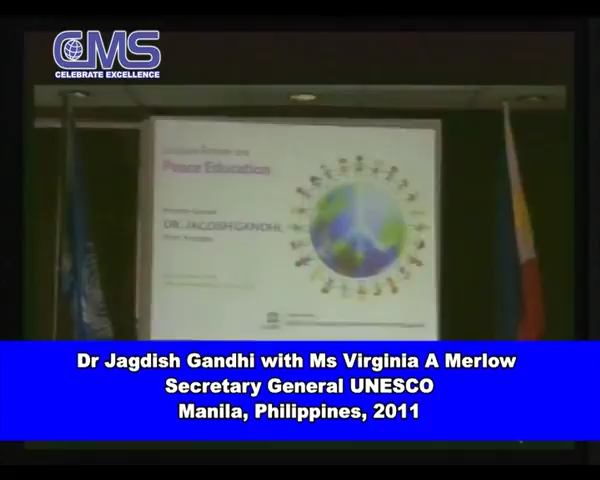 CMS
CELEBRATE EXCELLENCE
Peace Education
DR. JAGDISH GANDHI,
Dr Jagdish Gandhi with Ms Virginia A Merlow
Secretary General UNESCO
Manila, Philippines, 2011